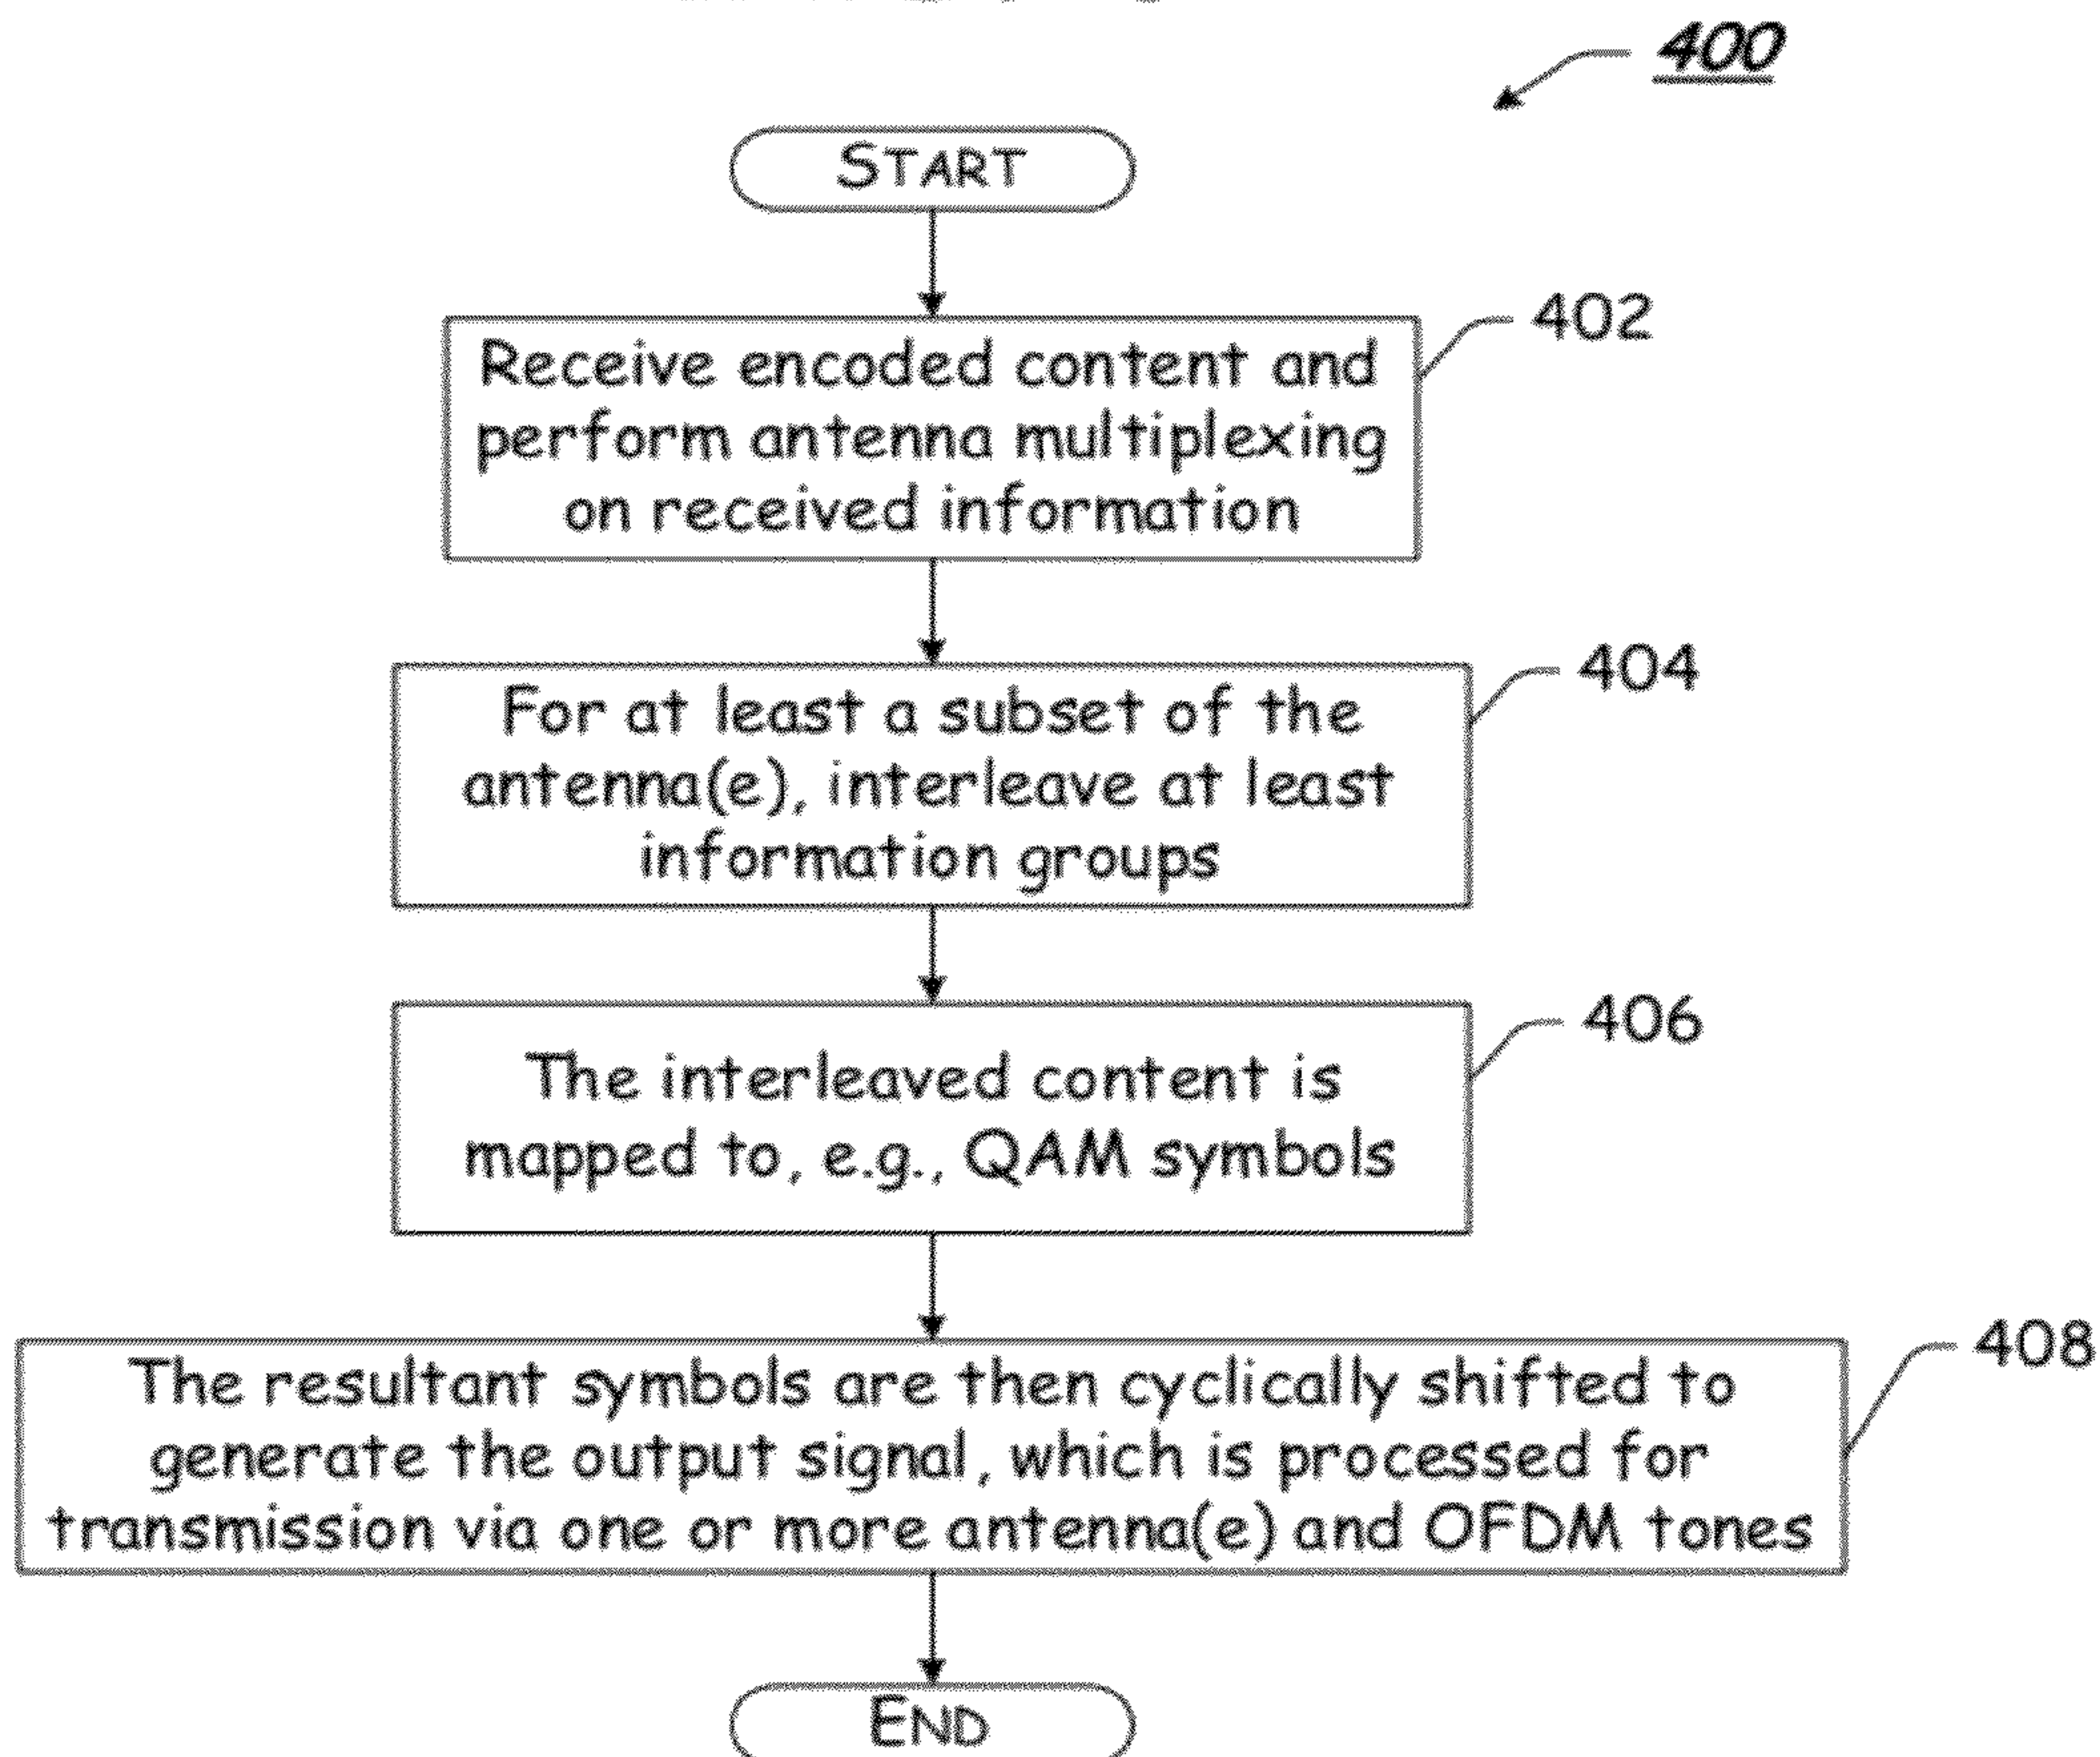 400
START
402
Receive encoded content and
perform antenna multiplexing
on received information
404
For at least a subset of the
antenna(e), interleave at least
information groups
406
The interleaved content is
mapped to, e.g., QAM symbols
408
The resultant symbols are then cyclically shifted to
generate the output signal, which is processed for
transmission via one or more antenna(e) and OFDM tones
END